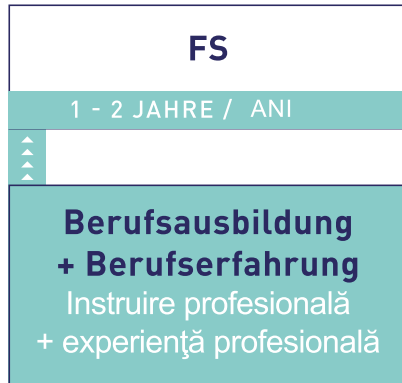 FS
1 - 2 JAHRE / ANI
Berufsausbildung
+ Berufserfahrung
Instruire profesională
+ experienţă profesională